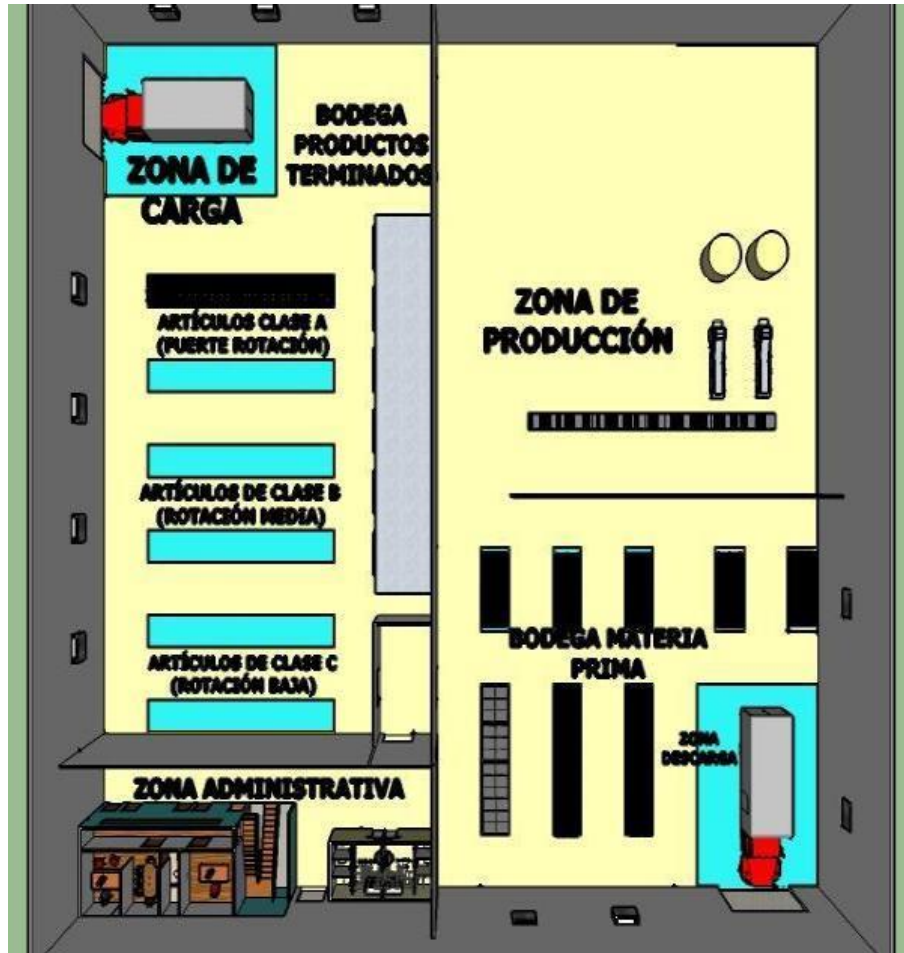 BODEGA
PRODUCTOS
TERMINADOS
ZONA DE
CARGA
ARTÍCULOS CLASE A
(FUERTE ROTACIÓN)
ARTÍCULOS DE CLASE B
(ROTACIÓN MEDIA)
ARTÍCULOS DE CLASE C
(ROTACIÓN BAJA)
ZONA ADMINISTRATIVA
ZONA DE
PRODUCCIÓN
BODEGA MATERIA
PRIMA
ZONA
DESCARGA